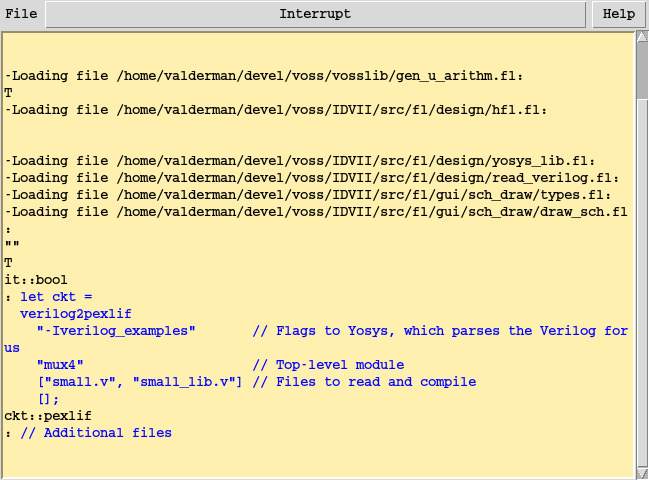 File Interrupt Help
-Loading file /home/valderman/devel/voss/vosslib/gen_u_arithm.fl:
T
-Loading file /home/valderman/devel/voss/IDVII/src/fl/design/hfl.fl:
-Loading file /home/valderman/devel/voss/IDVII/src/fl/design/yosys_lib.fl:
-Loading file /home/valderman/devel/voss/IDVII/src/fl/design/read_verilog.fl:
-Loading file /home/valderman/devel/voss/IDVII/src/fl/gui/sch_draw/types.fl:
-Loading file /home/valderman/devel/voss/IDVII/src/fl/gui/sch_draw/draw_sch.fl
:
""
T
it::bool
: let ckt =
  verilog2pexlif
    "-Iverilog_examples"       // Flags to Yosys, which parses the Verilog for
us
    "mux4"                     // Top-level module
    ["small.v", "small_lib.v"] // Files to read and compile
    [];
ckt::pexlif
: // Additional files